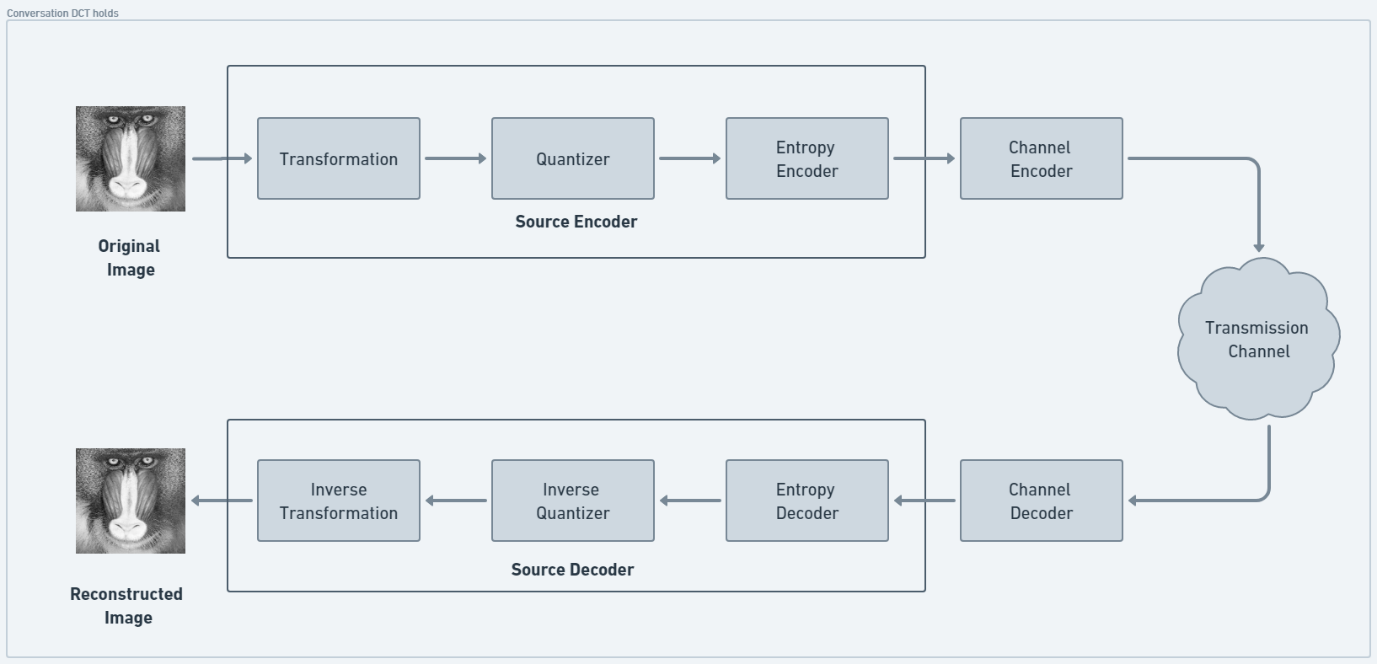 Conversation DCT holds
Transformation
Quantizer
Entropy
Encoder
Channel
Encoder
Source Encoder
Original
Image
Transmission
Channel
Inverse
Transformation
Inverse
Quantizer
Entropy
Decoder
Channel
Decoder
Source Decoder
Reconstructed
Image